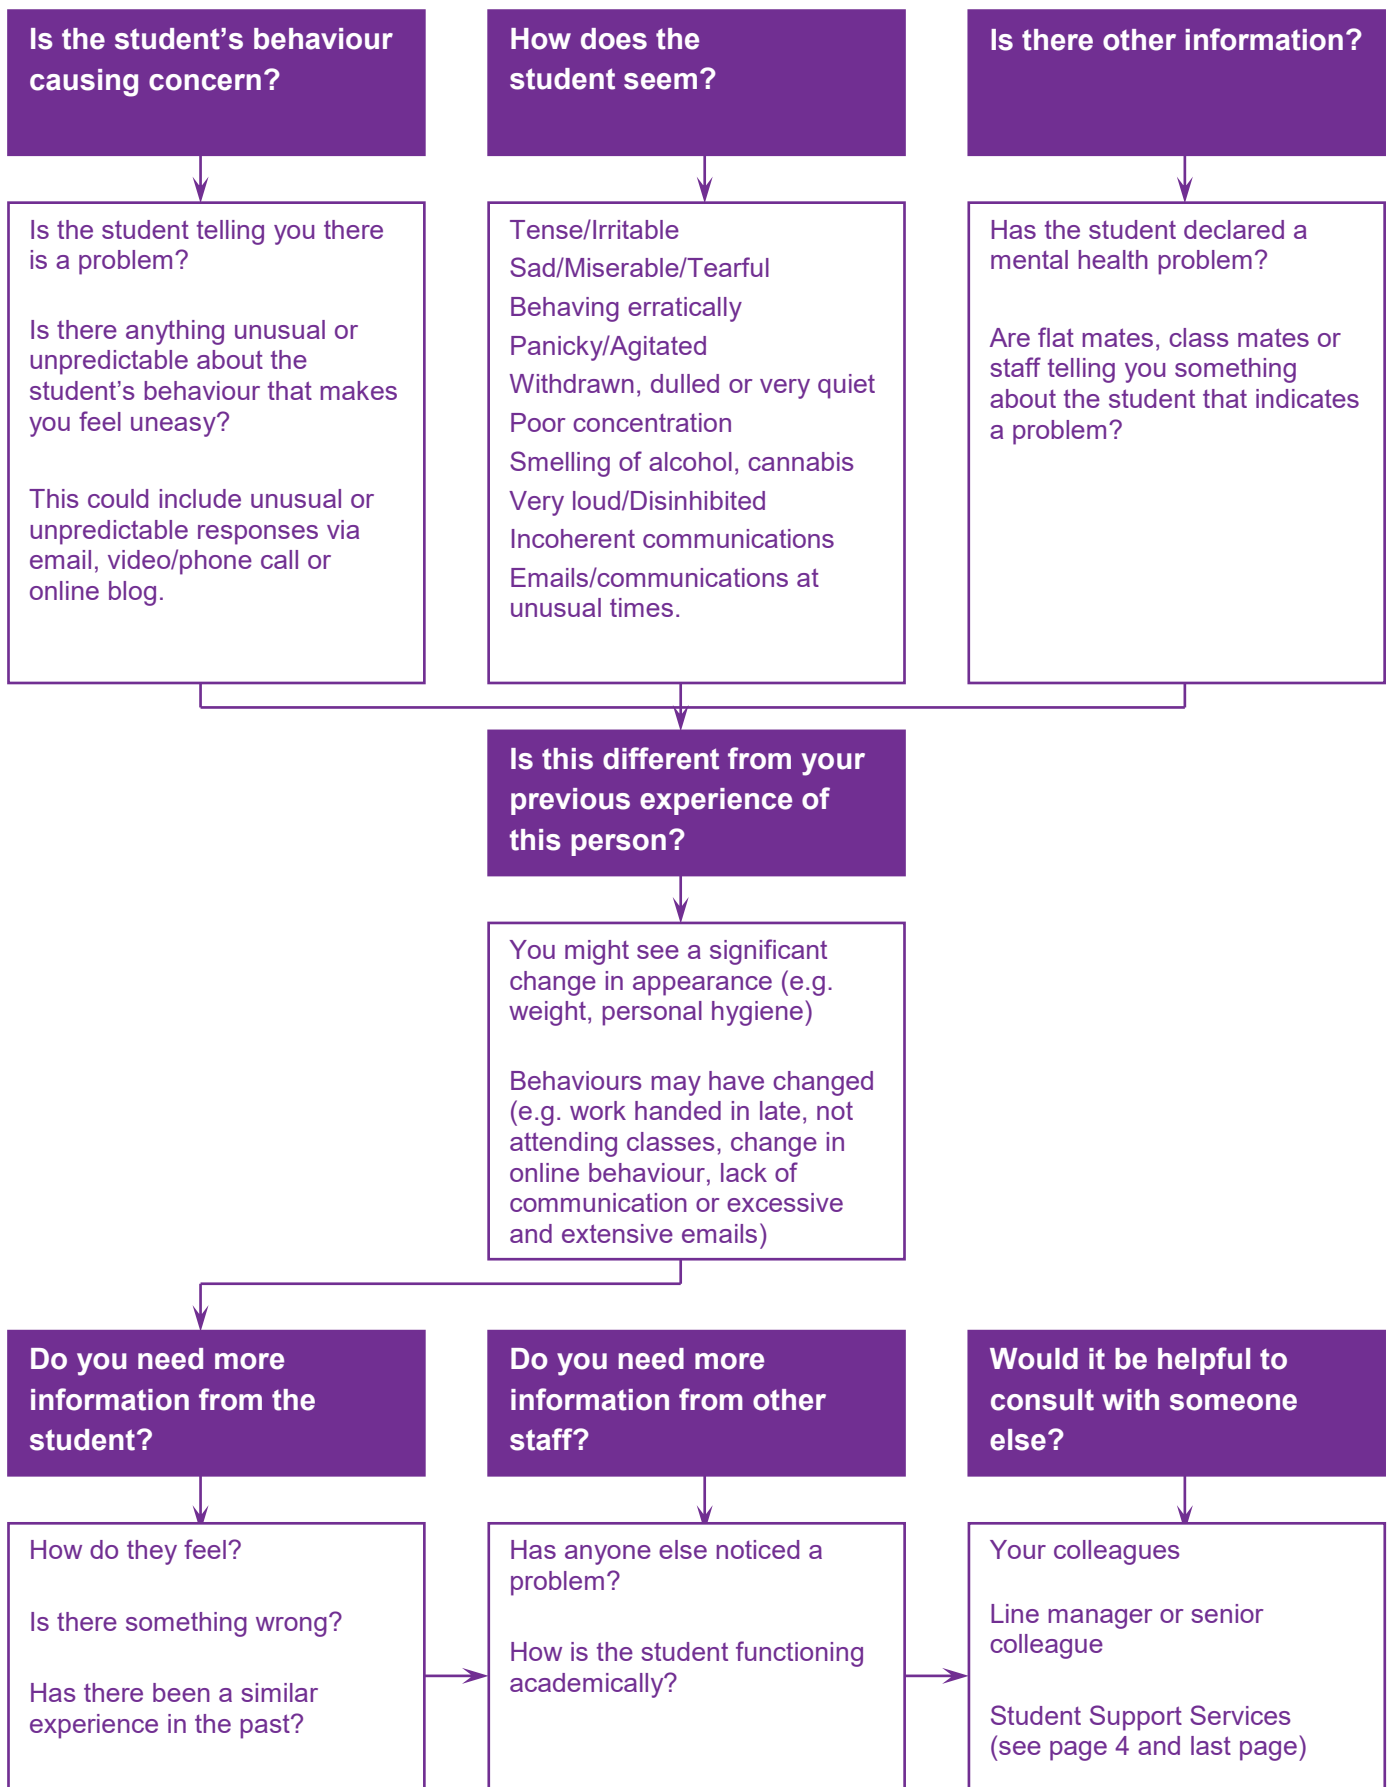 Is the student’s behaviour
causing concern?
How does the
student seem?
Is there other information?
Is the student telling you there
is a problem?
Is there anything unusual or
unpredictable about the
student’s behaviour that makes
you feel uneasy?
This could include unusual or
unpredictable responses via
email, video/phone call or
online blog.
Tense/Irritable
Sad/Miserable/Tearful
Behaving erratically
Panicky/Agitated
Withdrawn, dulled or very quiet
Poor concentration
Smelling of alcohol, cannabis
Very loud/Disinhibited
Incoherent communications
Emails/communications at
unusual times.
Has the student declared a
mental health problem?
Are flat mates, class mates or
staff telling you something
about the student that indicates
a problem?
Is this different from your
previous experience of
this person?
You might see a significant
change in appearance (e.g.
weight, personal hygiene)
Behaviours may have changed
(e.g. work handed in late, not
attending classes, change in
online behaviour, lack of
communication or excessive
and extensive emails)
Do you need more
information from the
student?
Do you need more
information from other
staff?
Would it be helpful to
consult with someone
else?
How do they feel?
Is there something wrong?
Has there been a similar
experience in the past?
Has anyone else noticed a
problem?
How is the student functioning
academically?
Your colleagues
Line manager or senior
colleague
Student Support Services
(see page 4 and last page)